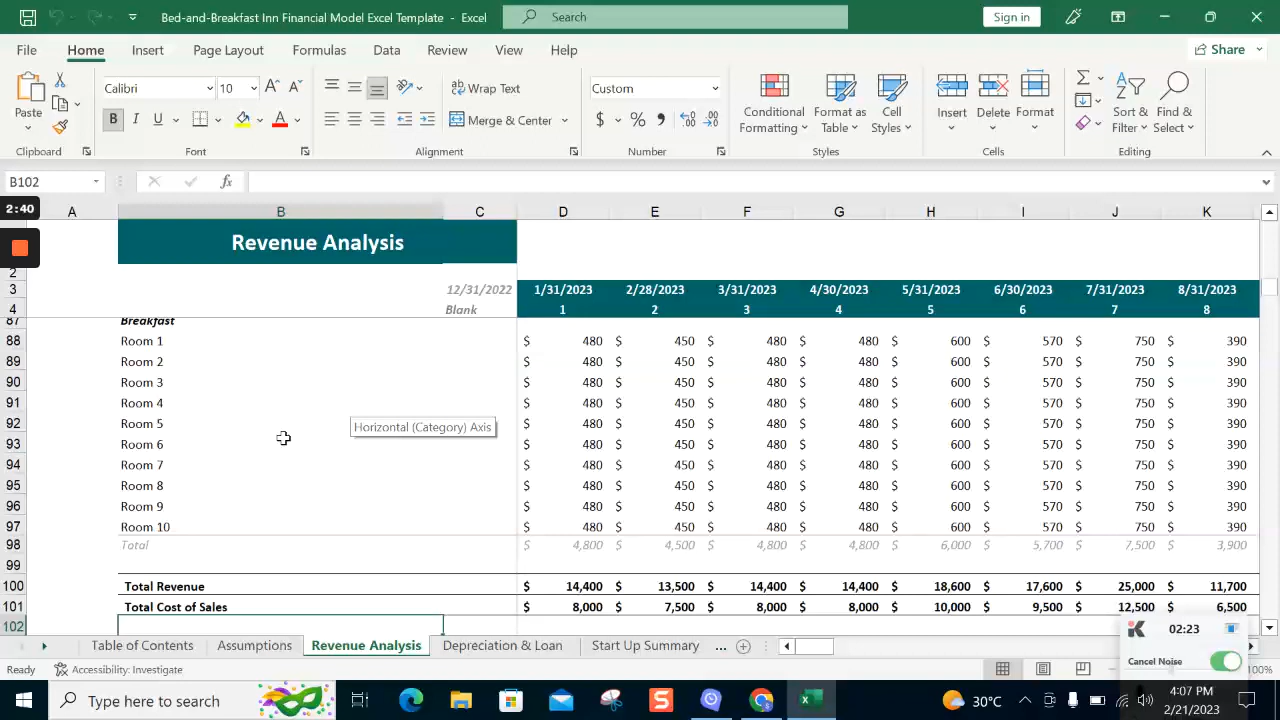 Bed-and-Breakfast Inn Financial Model Excel Template - Excel
Search
Sign in
File Home Insert Page Layout Formulas Data Review View Help Share
Paste
Calibri 10
B I U A
Wrap Text
Merge & Center
Custom
$ % ,
Conditional Formatting
Format as Table
Cell Styles
Insert Delete Format
Sort & Filter
Find & Select
Clipboard Font Alignment Number Styles Cells Editing
B102 fx
2:40
A B C D E F G H I J K
Revenue Analysis
2
3 12/31/2022 1/31/2023 2/28/2023 3/31/2023 4/30/2023 5/31/2023 6/30/2023 7/31/2023 8/31/2023
4 Blank 1 2 3 4 5 6 7 8
87 Breakfast
88 Room 1 $ 480 $ 450 $ 480 $ 480 $ 600 $ 570 $ 750 $ 390
89 Room 2 $ 480 $ 450 $ 480 $ 480 $ 600 $ 570 $ 750 $ 390
90 Room 3 $ 480 $ 450 $ 480 $ 480 $ 600 $ 570 $ 750 $ 390
91 Room 4 $ 480 $ 450 $ 480 $ 480 $ 600 $ 570 $ 750 $ 390
92 Room 5 $ 480 $ 450 $ 480 $ 480 $ 600 $ 570 $ 750 $ 390
Horizontal (Category) Axis
93 Room 6 $ 480 $ 450 $ 480 $ 480 $ 600 $ 570 $ 750 $ 390
94 Room 7 $ 480 $ 450 $ 480 $ 480 $ 600 $ 570 $ 750 $ 390
95 Room 8 $ 480 $ 450 $ 480 $ 480 $ 600 $ 570 $ 750 $ 390
96 Room 9 $ 480 $ 450 $ 480 $ 480 $ 600 $ 570 $ 750 $ 390
97 Room 10 $ 480 $ 450 $ 480 $ 480 $ 600 $ 570 $ 750 $ 390
98 Total $ 4,800 $ 4,500 $ 4,800 $ 4,800 $ 6,000 $ 5,700 $ 7,500 $ 3,900
99
100 Total Revenue $ 14,400 $ 13,500 $ 14,400 $ 14,400 $ 18,600 $ 17,600 $ 25,000 $ 11,700
101 Total Cost of Sales $ 8,000 $ 7,500 $ 8,000 $ 8,000 $ 10,000 $ 9,500 $ 12,500 $ 6,500
102
02:23
Cancel Noise
Table of Contents Assumptions Revenue Analysis Depreciation & Loan Start Up Summary ...
Ready Accessibility: Investigate 100%
Type here to search
30°C
4:07 PM
2/21/2023